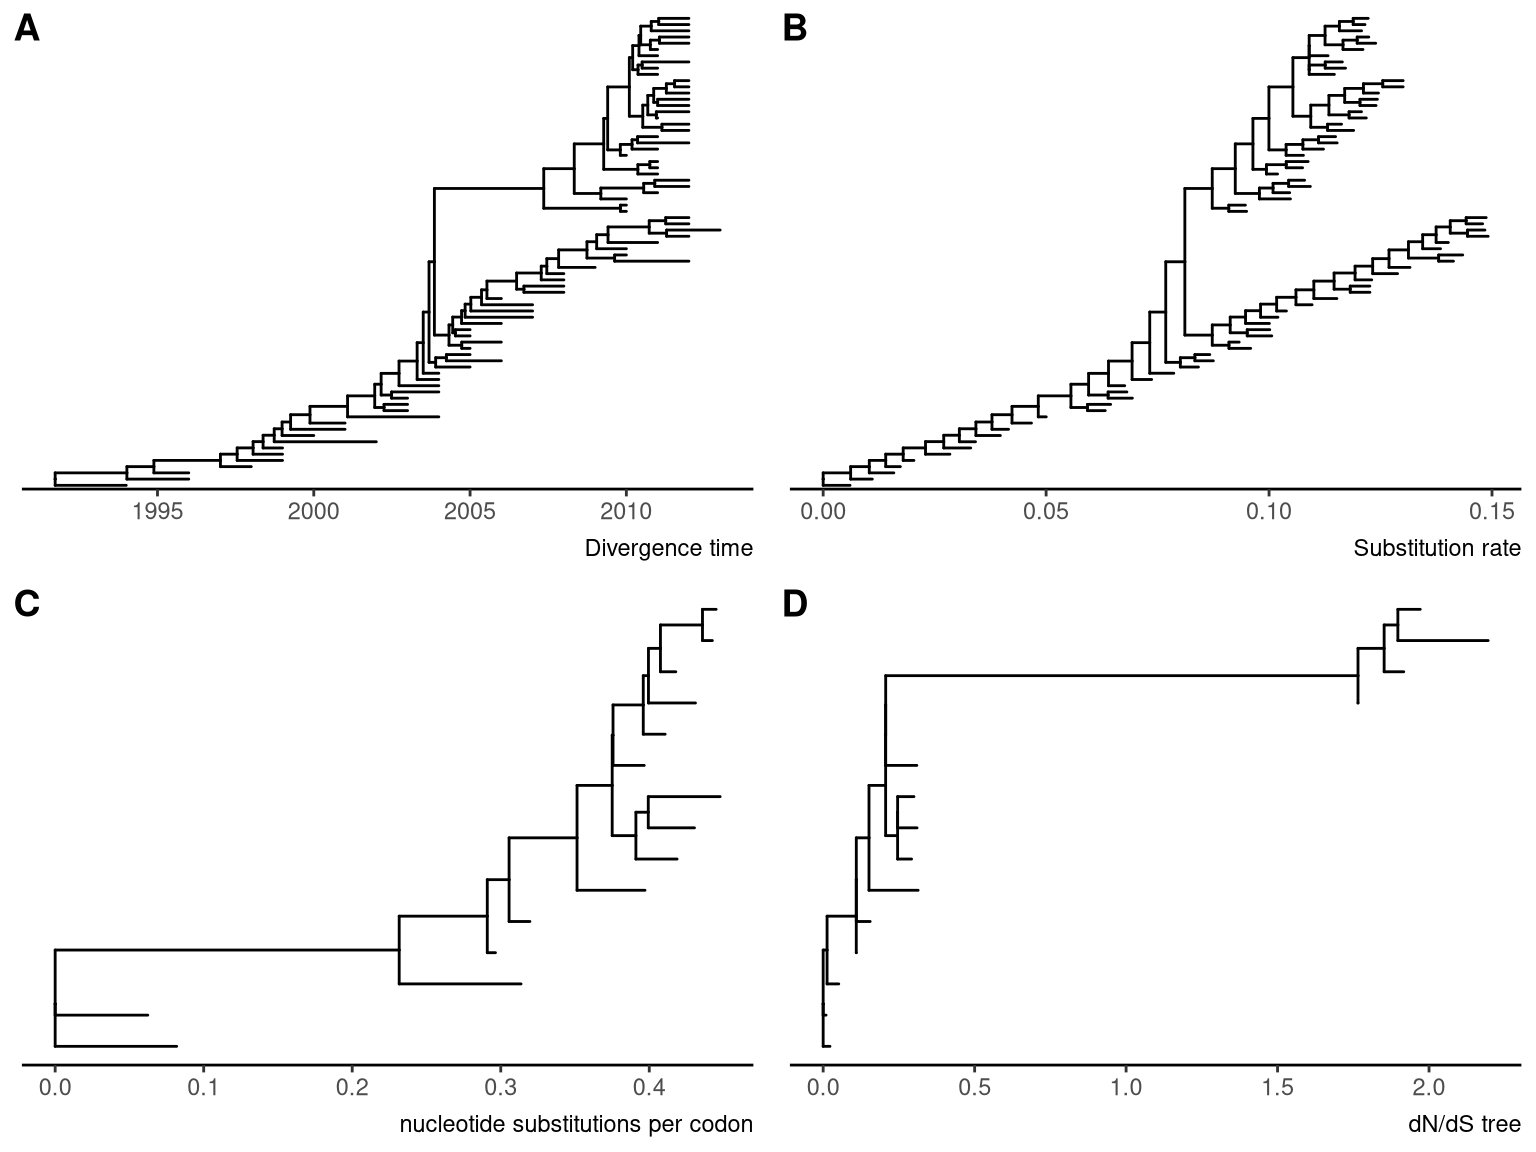 A
B
1995 2000 2005 2010
0.00 0.05 0.10 0.15
Divergence time
Substitution rate
C
D
0.0 0.1 0.2 0.3 0.4
0.0 0.5 1.0 1.5 2.0
nucleotide substitutions per codon
dN/dS tree